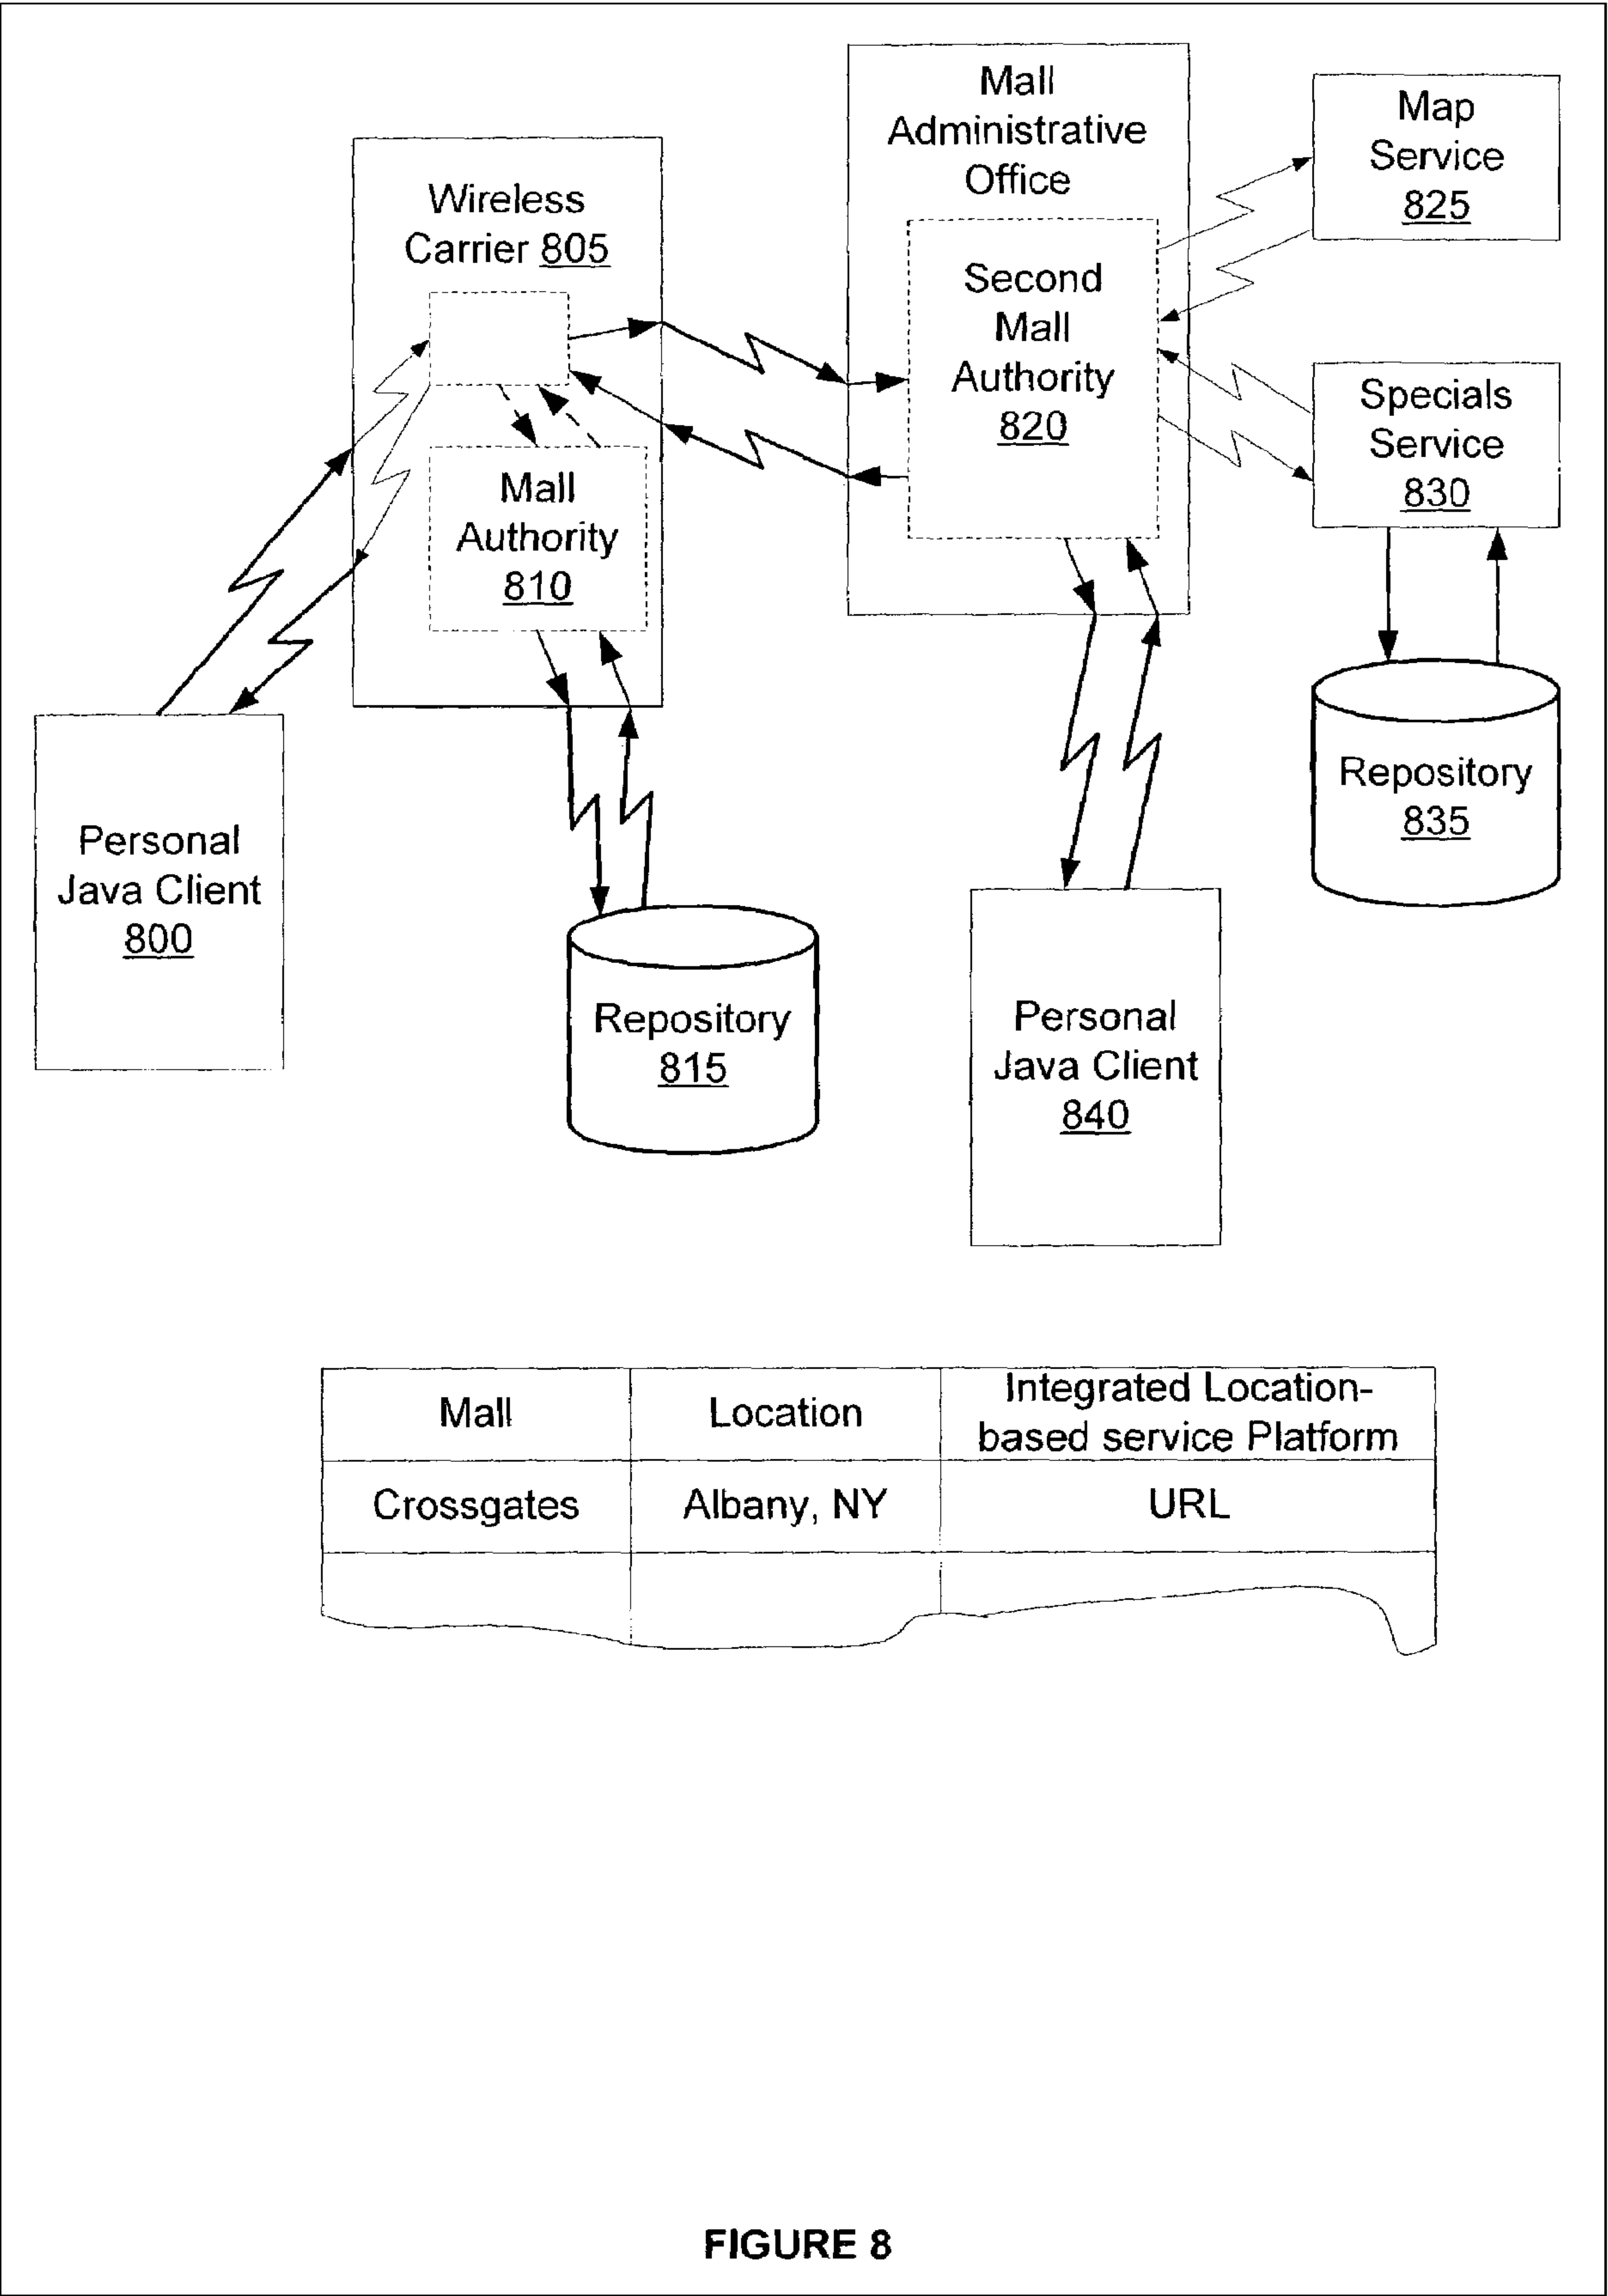 Mall
Administrative
Office
Map
Service
825
Wireless
Carrier 805
Second
Mall
Authority
820
Specials
Service
830
Mall
Authority
810
Personal
Java Client
800
Repository
815
Repository
835
Personal
Java Client
840
Mall
Location
Integrated Location-
based service Platform
Crossgates
Albany, NY
URL
FIGURE 8